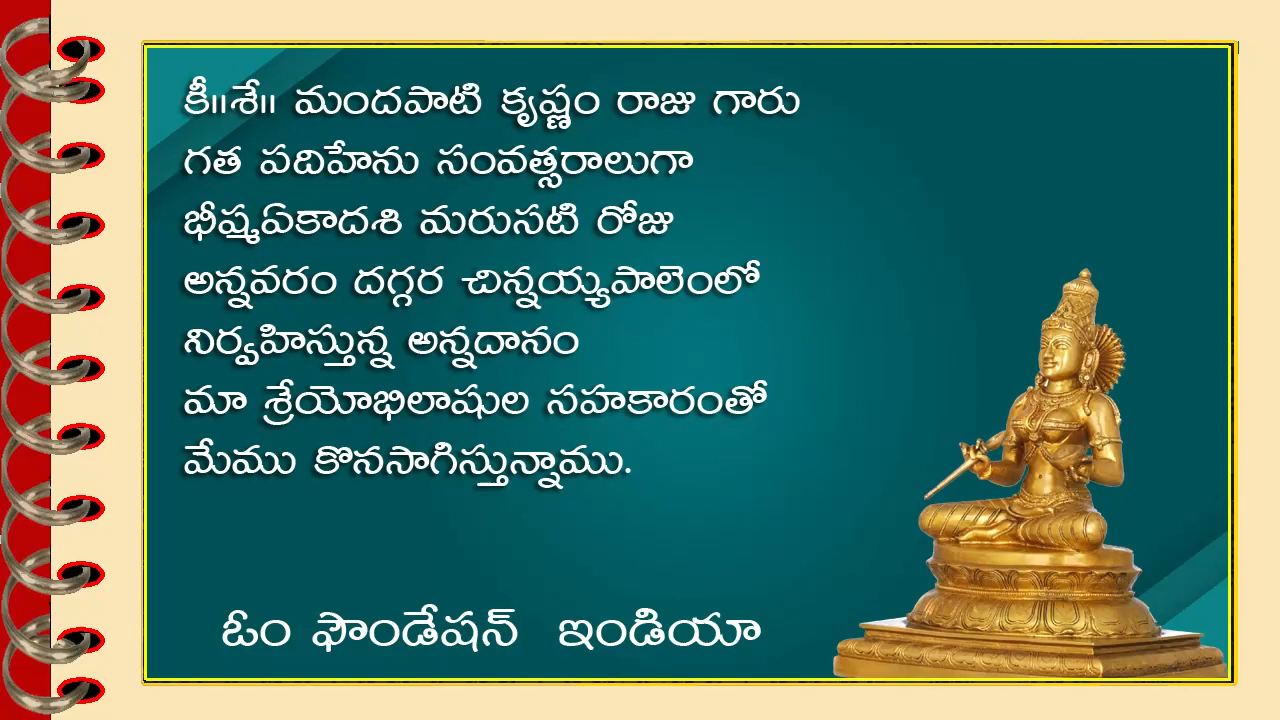 కీ॥శే॥ మందపాటి కృష్ణం రాజు గారు
గత పదిహేను సంవత్సరాలుగా
భీష్మఏకాదశి మరుసటి రోజు
అన్నవరం దగ్గర చిన్నయ్యపాలెంలో
నిర్వహిస్తున్న అన్నదానం
మా శ్రేయోభిలాషుల సహకారంతో
మేము కొనసాగిస్తున్నాము.
ఓం ఫౌండేషన్ ఇండియా